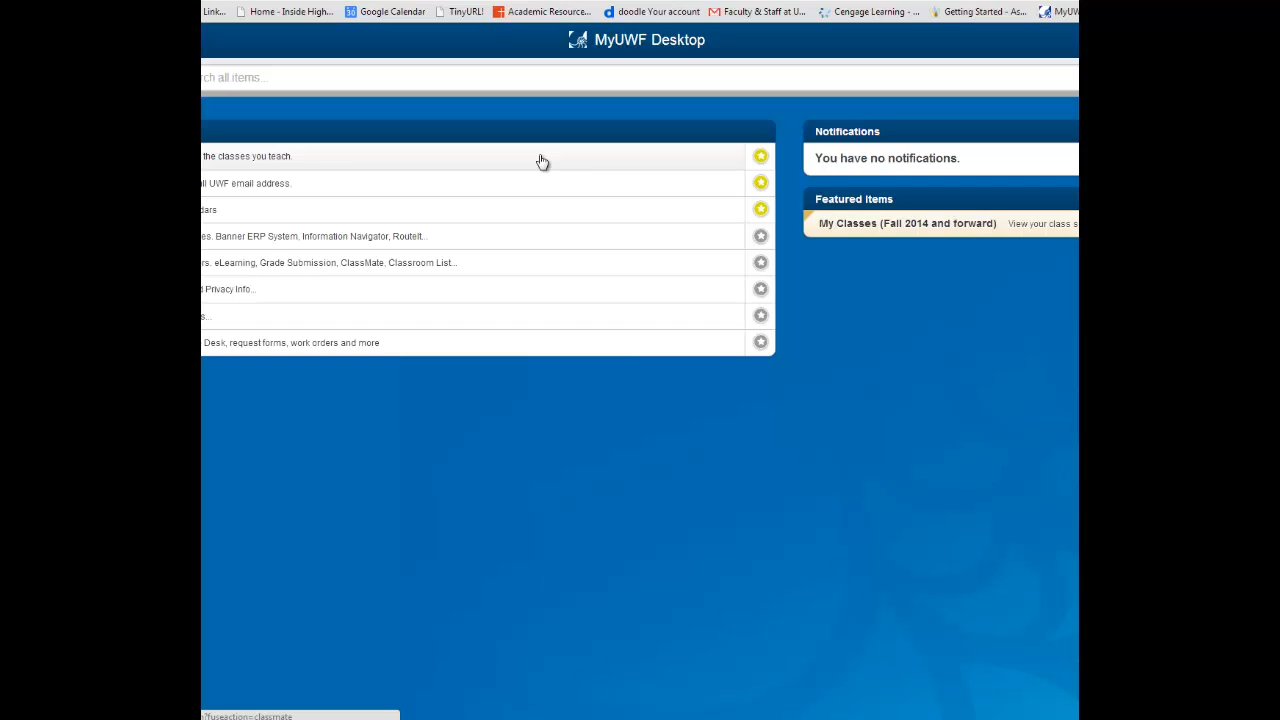 Link... Home - Inside High... Google Calendar TinyURL! Academic Resource... doodle Your account Faculty & Staff at U... Cengage Learning - ... Getting Started - As... MyUW
MyUWF Desktop
rch all items...
Notifications
the classes you teach.
You have no notifications.
ull UWF email address.
Featured Items
dars
My Classes (Fall 2014 and forward) View your class s
es. Banner ERP System, Information Navigator, RouteIt...
rs. eLearning, Grade Submission, ClassMate, Classroom List...
d Privacy Info...
s...
Desk, request forms, work orders and more
n?fuseaction=classmate